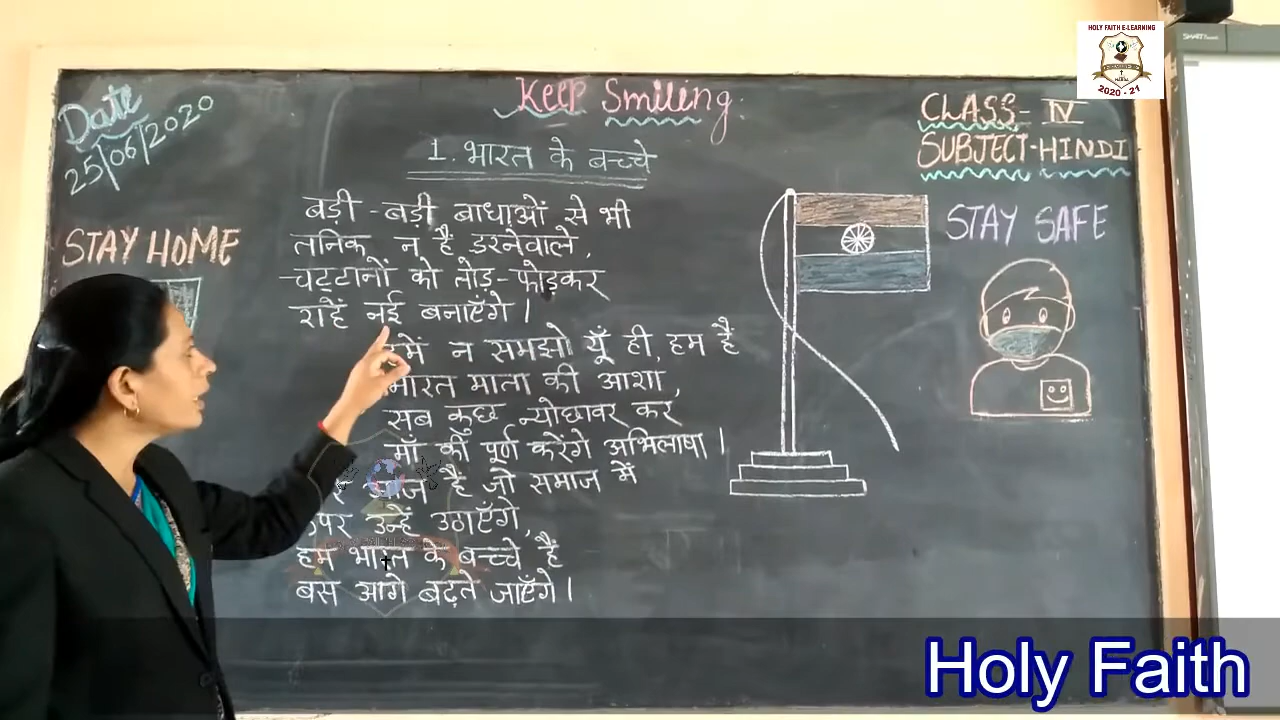 HOLY FAITH E-LEARNING
2020 - 21
Keep Smiling
Date
25/06/2020
CLASS- IV
SUBJECT-HINDI
1. भारत के बच्चे
STAY HOME
STAY SAFE
बड़ी - बड़ी बाधाओं से भी
तनिक न हैं डरनेवाले,
चट्टानों को तोड़-फोड़कर
राहें नई बनाएँगे।
न समझो यूँ ही, हम हैं
भारत माता की आशा,
सब कुछ न्योछावर कर
माँ की पूर्ण करेंगे अभिलाषा।
आज हैं जो समाज में
उन्हें उठाएँगे,
हम भारत के बच्चे हैं
बस आगे बढ़ते जाएँगे।
Holy Faith